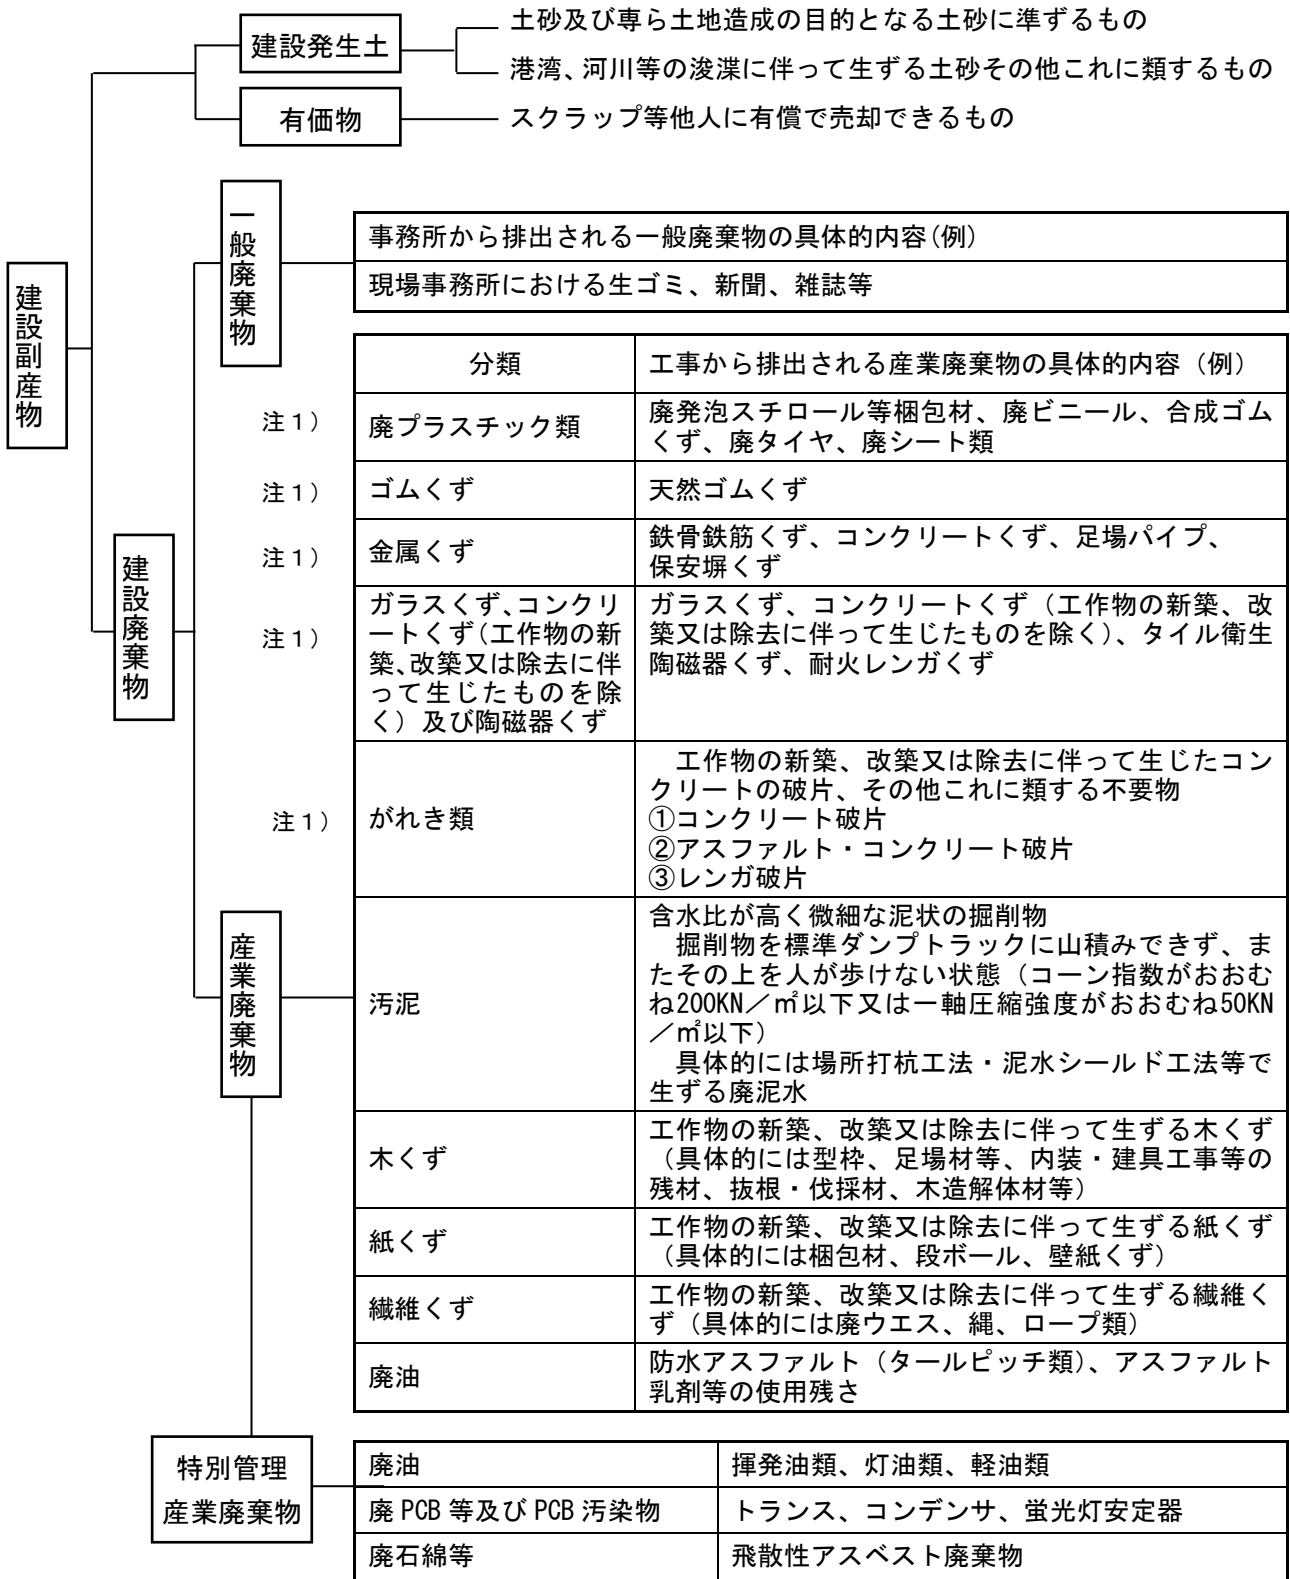 建設発生土
土砂及び専ら土地造成の目的となる土砂に準ずるもの
港湾、河川等の浚渫に伴って生ずる土砂その他これに類するもの
有価物
スクラップ等他人に有償で売却できるもの
建設副産物
一般廃棄物
事務所から排出される一般廃棄物の具体的内容(例)
現場事務所における生ゴミ、新聞、雑誌等
建設廃棄物
分類
工事から排出される産業廃棄物の具体的内容（例）
注1）
廃プラスチック類
廃発泡スチロール等梱包材、廃ビニール、合成ゴム
くず、廃タイヤ、廃シート類
注1）
ゴムくず
天然ゴムくず
注1）
金属くず
鉄骨鉄筋くず、コンクリートくず、足場パイプ、
保安塀くず
注1）
ガラスくず、コンクリ
ートくず(工作物の新
築、改築又は除去に伴
って生じたものを除
く）及び陶磁器くず
ガラスくず、コンクリートくず（工作物の新築、改
築又は除去に伴って生じたものを除く）、タイル衛生
陶磁器くず、耐火レンガくず
注1）
がれき類
工作物の新築、改築又は除去に伴って生じたコン
クリートの破片、その他これに類する不要物
①コンクリート破片
②アスファルト・コンクリート破片
③レンガ破片
産業廃棄物
汚泥
含水比が高く微細な泥状の掘削物
掘削物を標準ダンプトラックに山積みできず、ま
たその上を人が歩けない状態（コーン指数がおおむ
ね200KN／㎡以下又は一軸圧縮強度がおおむね50KN
／㎡以下）
具体的には場所打杭工法・泥水シールド工法等で
生ずる廃泥水
木くず
工作物の新築、改築又は除去に伴って生ずる木くず
（具体的には型枠、足場材等、内装・建具工事等の
残材、抜根・伐採材、木造解体材等）
紙くず
工作物の新築、改築又は除去に伴って生ずる紙くず
（具体的には梱包材、段ボール、壁紙くず）
繊維くず
工作物の新築、改築又は除去に伴って生ずる繊維く
ず（具体的には廃ウエス、縄、ロープ類）
廃油
防水アスファルト（タールピッチ類）、アスファルト
乳剤等の使用残さ
特別管理
産業廃棄物
廃油
揮発油類、灯油類、軽油類
廃 PCB 等及び PCB 汚染物
トランス、コンデンサ、蛍光灯安定器
廃石綿等
飛散性アスベスト廃棄物